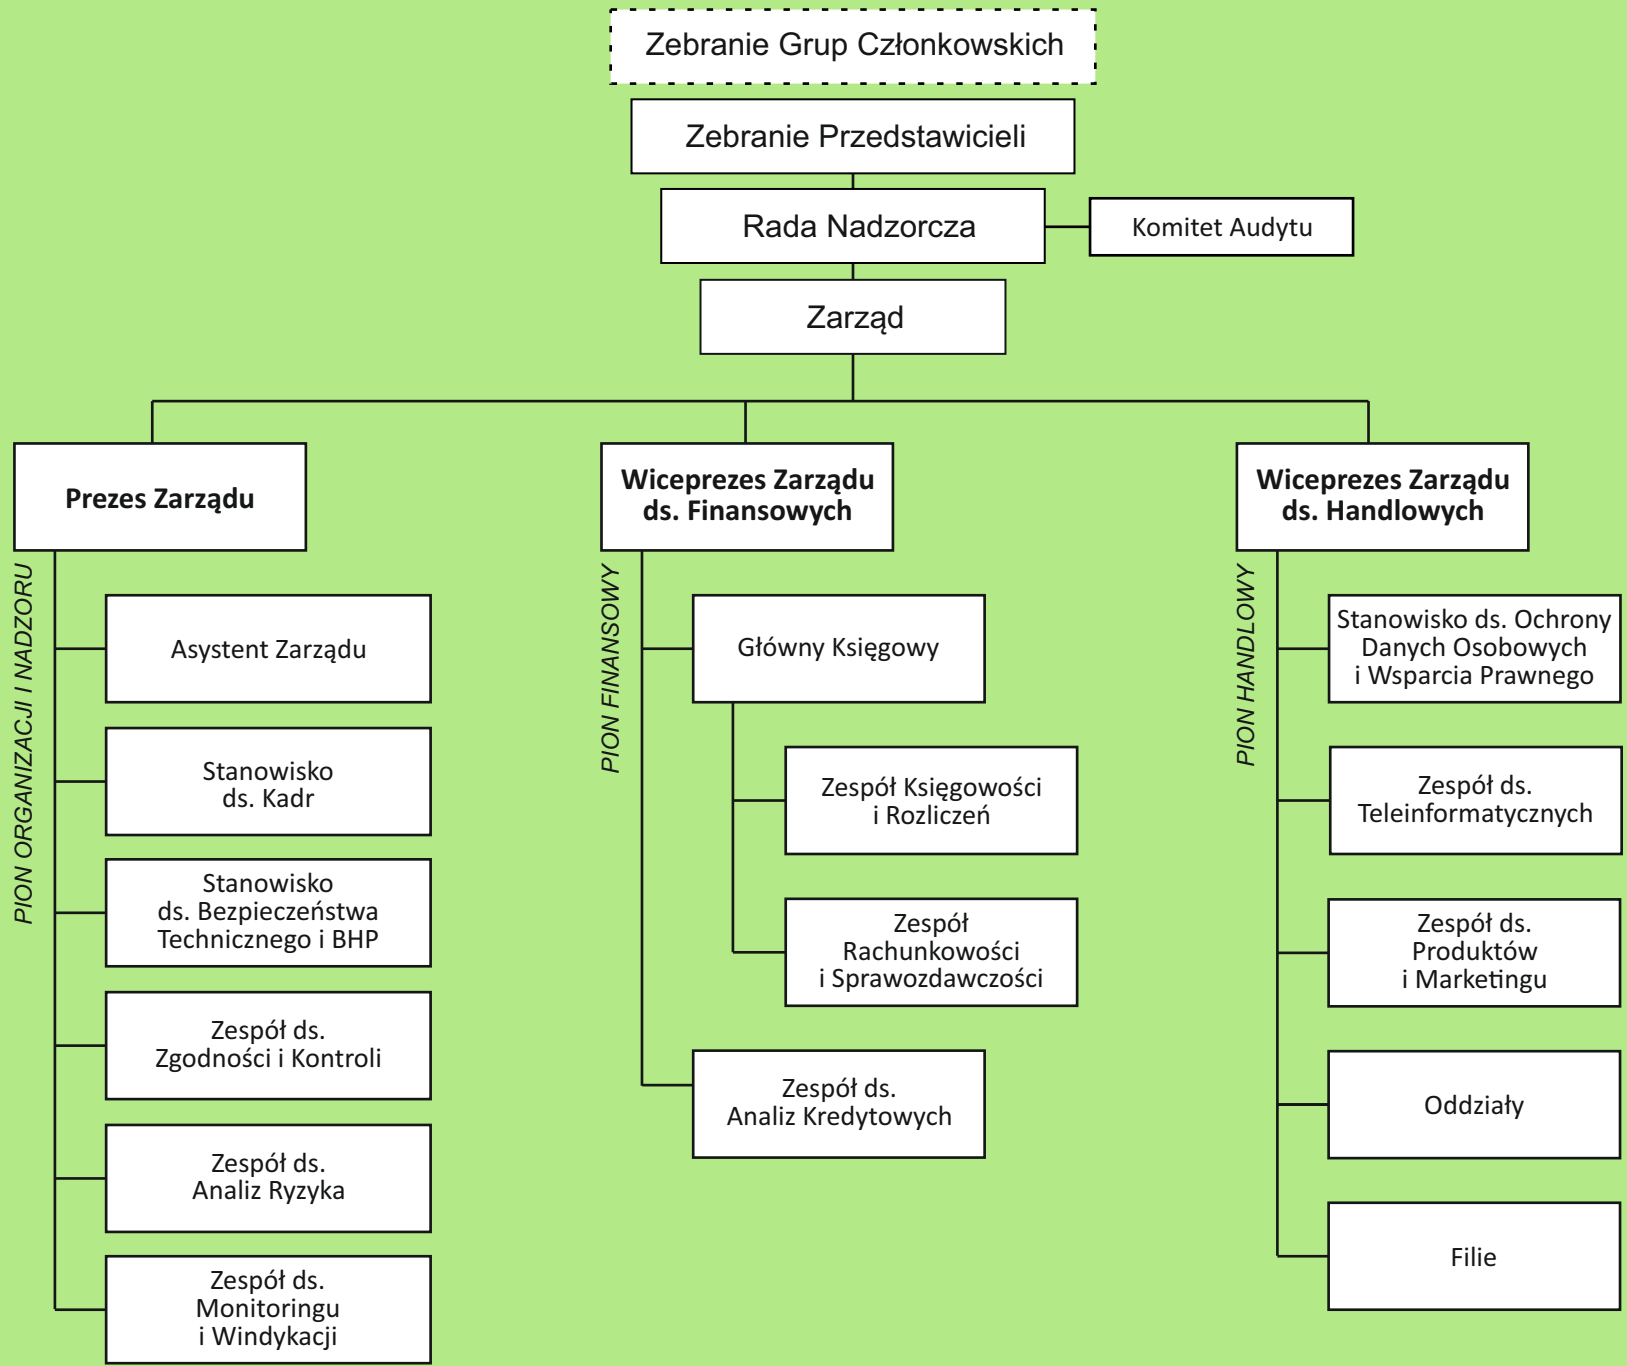 Zebranie Grup Członkowskich
Zebranie Przedstawicieli
Rada Nadzorcza
Komitet Audytu
Zarząd
Prezes Zarządu
PION ORGANIZACJI I NADZORU
Asystent Zarządu
Stanowisko
ds. Kadr
Stanowisko
ds. Bezpieczeństwa
Technicznego i BHP
Zespół ds.
Zgodności i Kontroli
Zespół ds.
Analiz Ryzyka
Zespół ds.
Monitoringu
i Windykacji
Wiceprezes Zarządu
ds. Finansowych
PION FINANSOWY
Główny Księgowy
Zespół Księgowości
i Rozliczeń
Zespół
Rachunkowości
i Sprawozdawczości
Zespół ds.
Analiz Kredytowych
Wiceprezes Zarządu
ds. Handlowych
PION HANDLOWY
Stanowisko ds. Ochrony
Danych Osobowych
i Wsparcia Prawnego
Zespół ds.
Teleinformatycznych
Zespół ds.
Produktów
i Marketingu
Oddziały
Filie